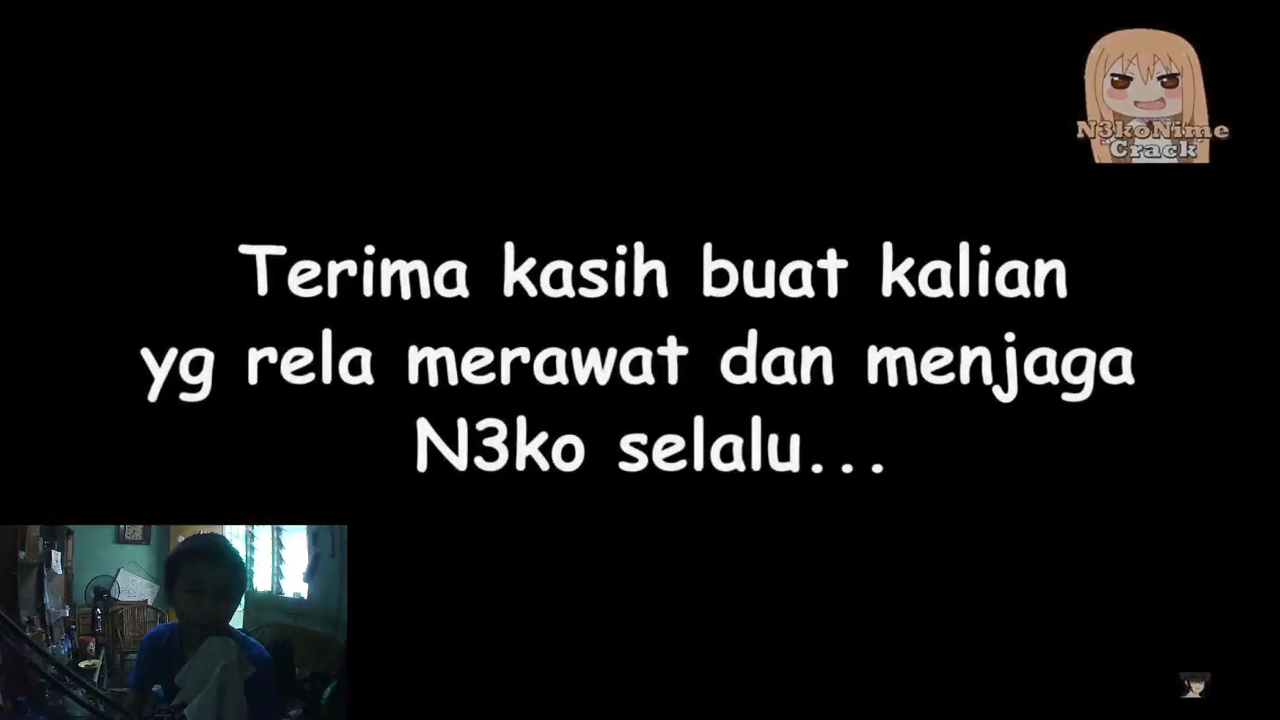 N3koNime
Crack
Terima kasih buat kalian
yg rela merawat dan menjaga
N3ko selalu...